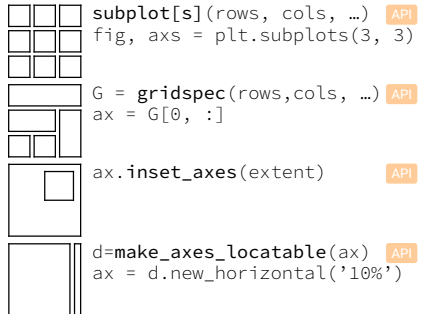 subplot[s](rows, cols, …) API
fig, axs = plt.subplots(3, 3)
G = gridspec(rows,cols, …) API
ax = G[0, :]
ax.inset_axes(extent) API
d=make_axes_locatable(ax) API
ax = d.new_horizontal(’10%’)